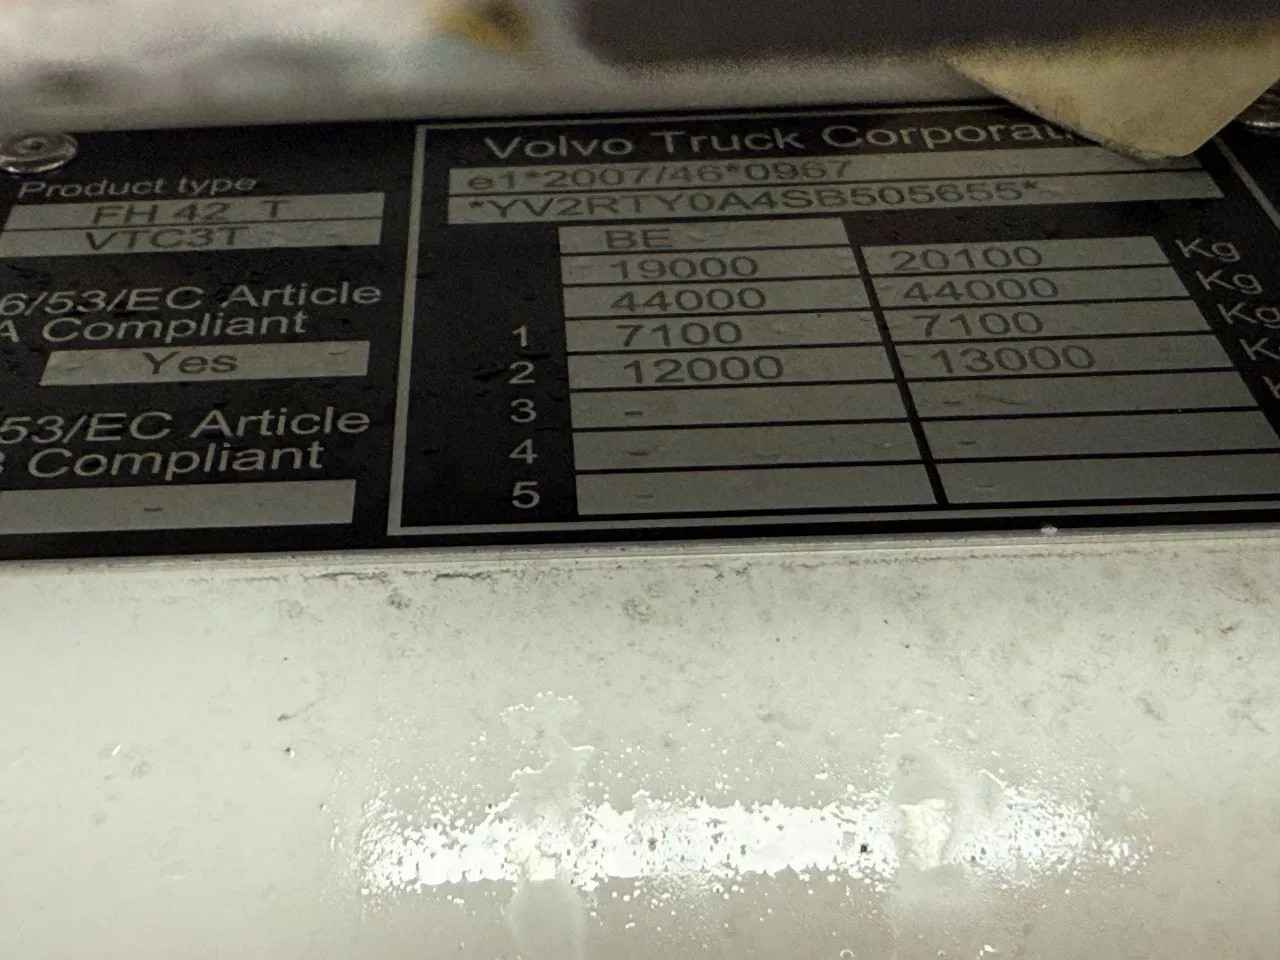 Product type
FH 42 T
VTC3T
6/53/EC Article
A Compliant
Yes
53/EC Article
Compliant
-
Volvo Truck
e1*2007/46*0967
*YV2RTY0A4SB505655*
BE
19000 20100 Kg
44000 44000 Kg
1 7100 7100 Kg
2 12000 13000
3 - -
4 - -
5 - -